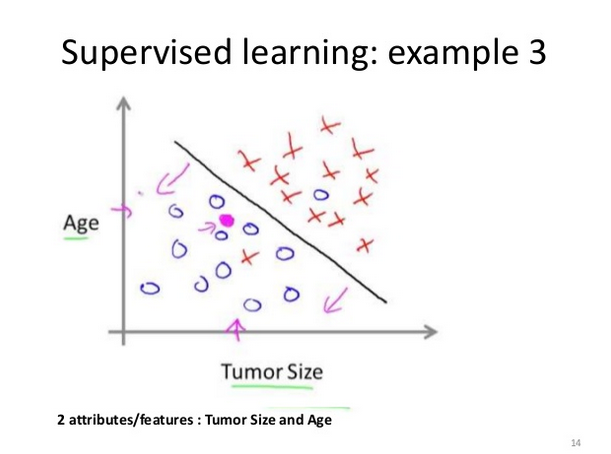 Supervised learning: example 3
Age
Tumor Size
2 attributes/features : Tumor Size and Age
14